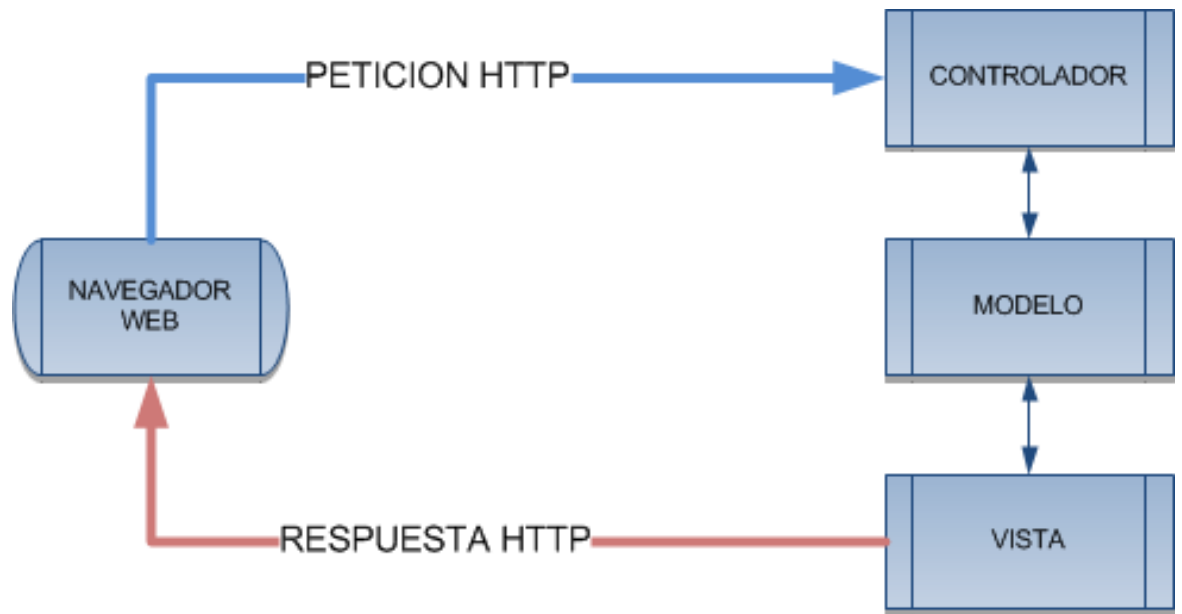 PETICION HTTP
CONTROLADOR
NAVEGADOR
WEB
MODELO
RESPUESTA HTTP
VISTA